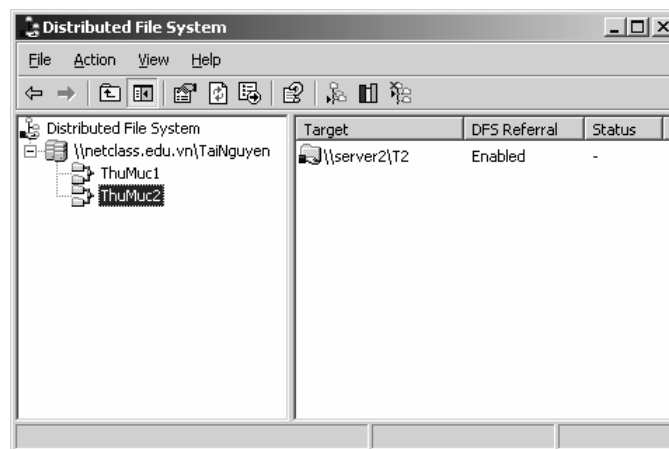 Distributed File System
File Action View Help
Distributed File System
\\netclass.edu.vn\TaiNguyen
ThuMuc1
ThuMuc2
Target DFS Referral Status
\\server2\T2 Enabled -